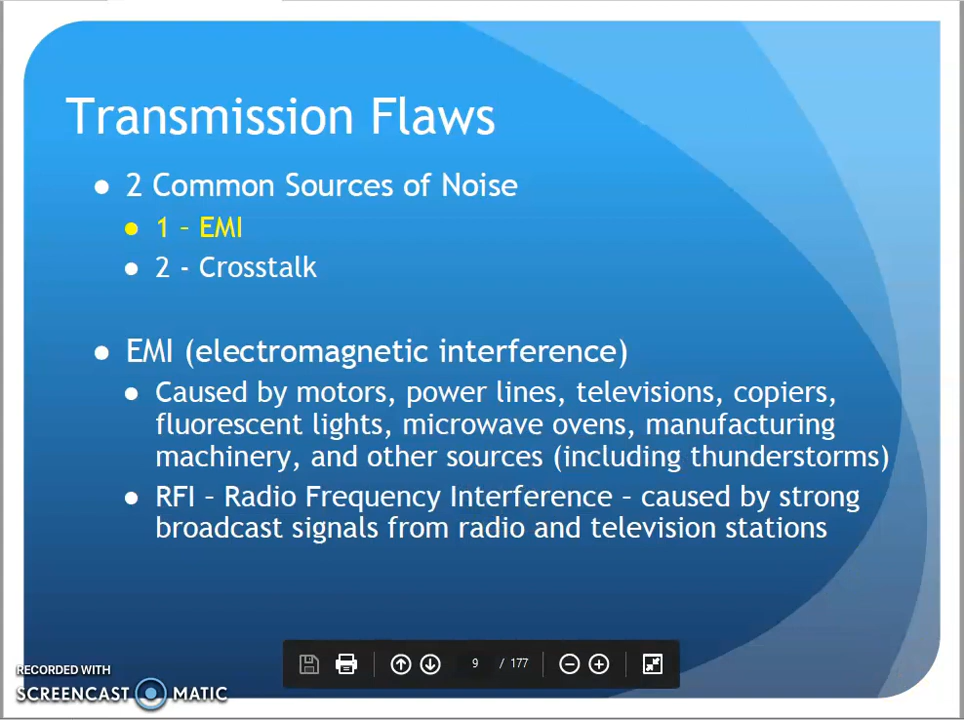 Transmission Flaws
● 2 Common Sources of Noise
● 1 – EMI
● 2 - Crosstalk
● EMI (electromagnetic interference)
● Caused by motors, power lines, televisions, copiers,
fluorescent lights, microwave ovens, manufacturing
machinery, and other sources (including thunderstorms)
● RFI – Radio Frequency Interference – caused by strong
broadcast signals from radio and television stations
9 / 177
RECORDED WITH
SCREENCAST MATIC